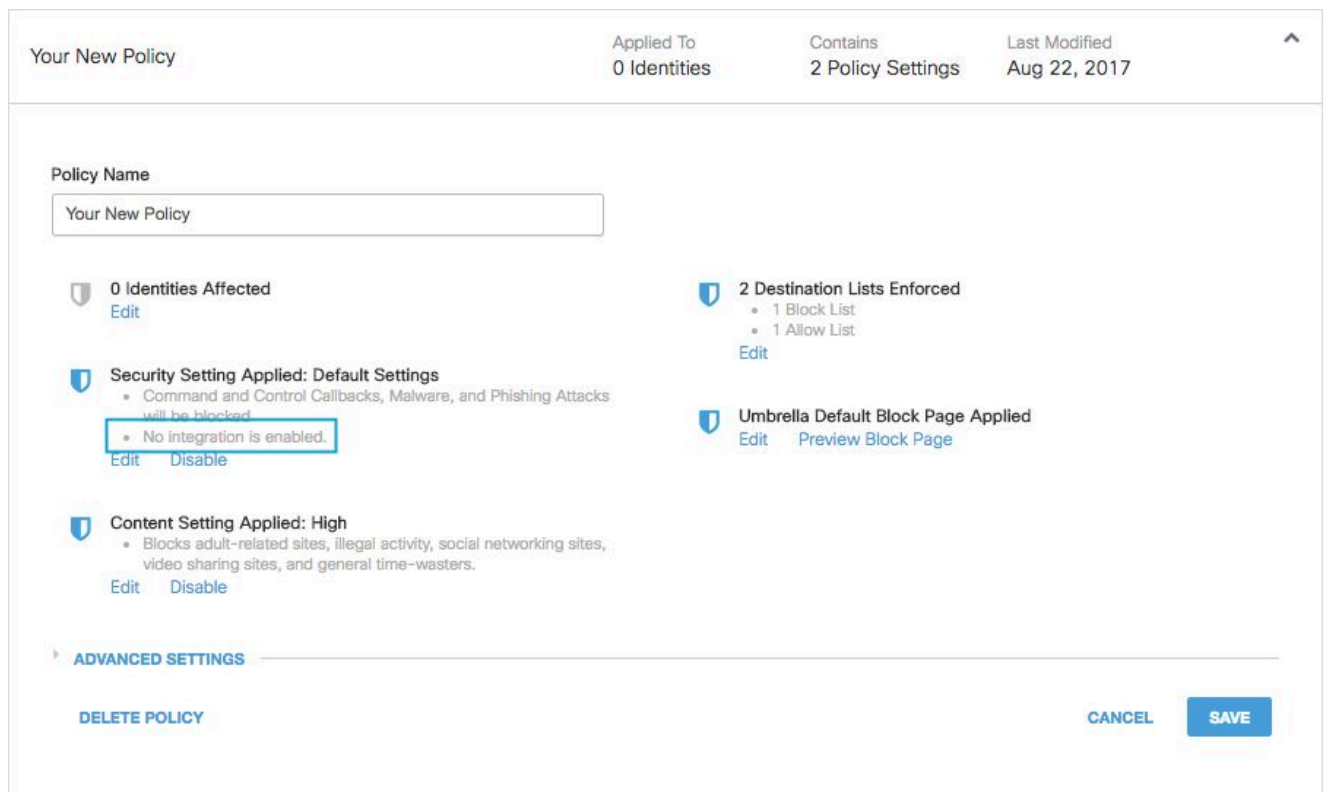 Your New Policy
Applied To
0 Identities
Contains
2 Policy Settings
Last Modified
Aug 22, 2017
Policy Name
Your New Policy
0 Identities Affected
Edit
Security Setting Applied: Default Settings
• Command and Control Callbacks, Malware, and Phishing Attacks
will be blocked
• No integration is enabled.
Edit Disable
Content Setting Applied: High
• Blocks adult-related sites, illegal activity, social networking sites,
video sharing sites, and general time-wasters.
Edit Disable
2 Destination Lists Enforced
• 1 Block List
• 1 Allow List
Edit
Umbrella Default Block Page Applied
Edit Preview Block Page
ADVANCED SETTINGS
DELETE POLICY
CANCEL
SAVE